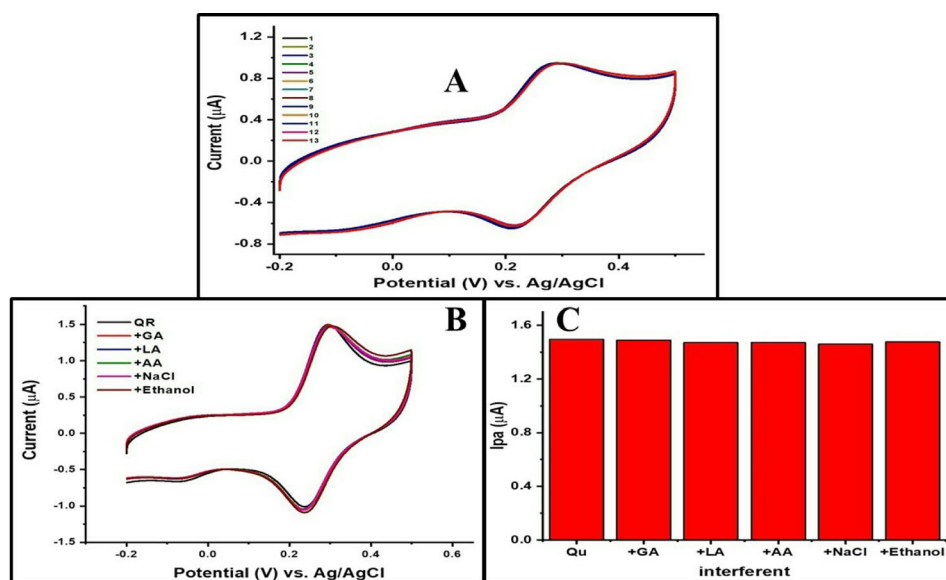 1
2
3
4
5
6
7
8
9
10
11
12
13
A
1.2
0.8
0.4
0.0
-0.4
-0.8
Current (µA)
-0.2 0.0 0.2 0.4
Potential (V) vs. Ag/AgCl
B
QR
+GA
+LA
+AA
+NaCl
+Ethanol
1.5
1.0
0.5
0.0
-0.5
-1.0
-1.5
Current (µA)
-0.2 0.0 0.2 0.4 0.6
Potential (V) vs. Ag/AgCl
C
1.6
1.2
0.8
0.4
0.0
Ipa (µA)
Qu +GA +LA +AA +NaCl +Ethanol
interferent